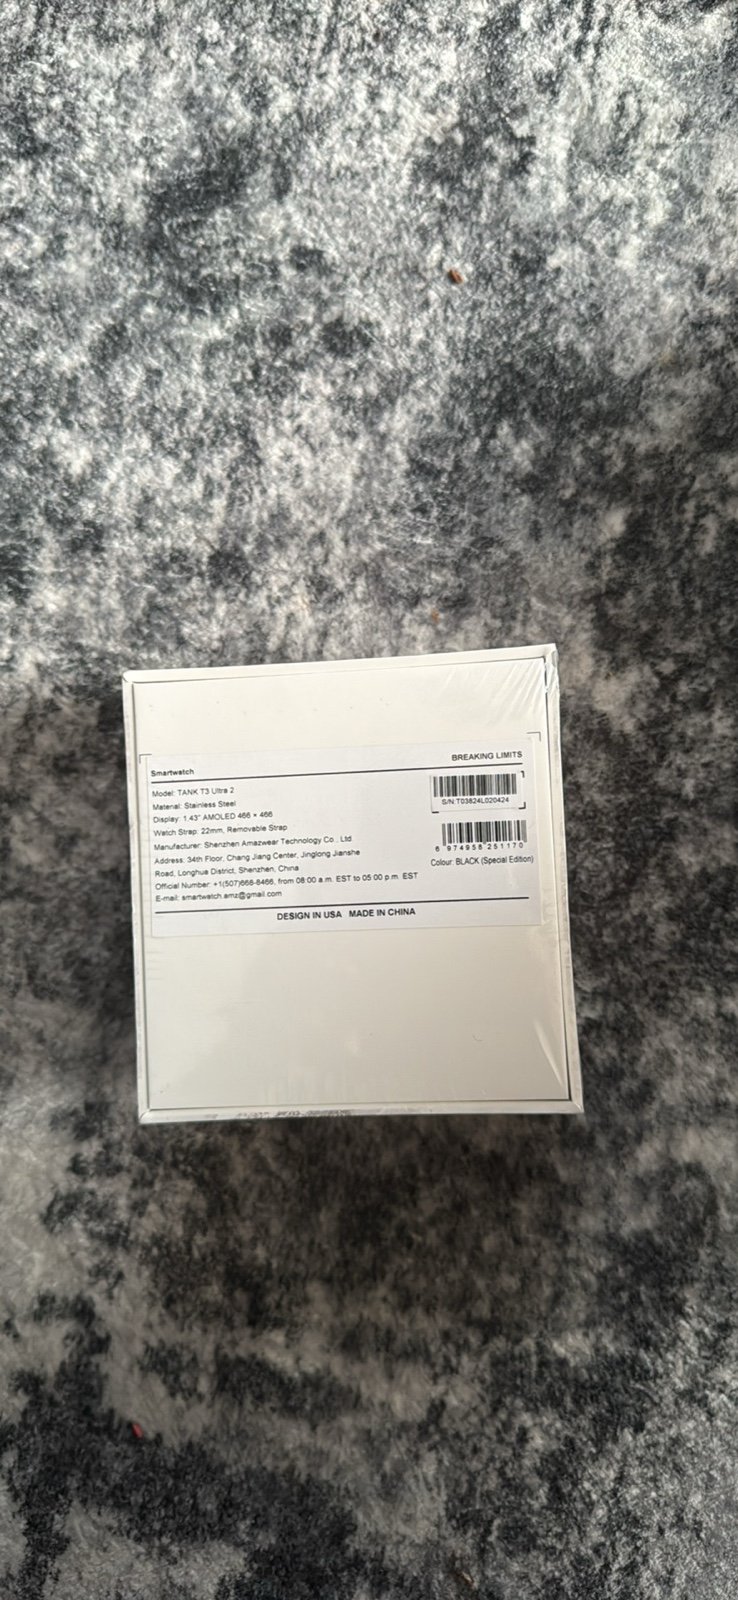 Smartwatch
BREAKING LIMITS
Model: TANK T3 Ultra 2
Material: Stainless Steel
Display: 1.43" AMOLED 466 × 466
Watch Strap: 22mm, Removable Strap
Manufacturer: Shenzhen Amazwear Technology Co., Ltd
Address: 34th Floor, Chang Jiang Center, Jinglong Jianshe
Road, Longhua District, Shenzhen, China
Official Number: +1(507)668-8466, from 08:00 a.m. EST to 05:00 p.m. EST
E-mail: smartwatch.amz@gmail.com
S/N:T03824L020424
6 974958 251170
Colour: BLACK (Special Edition)
DESIGN IN USA MADE IN CHINA